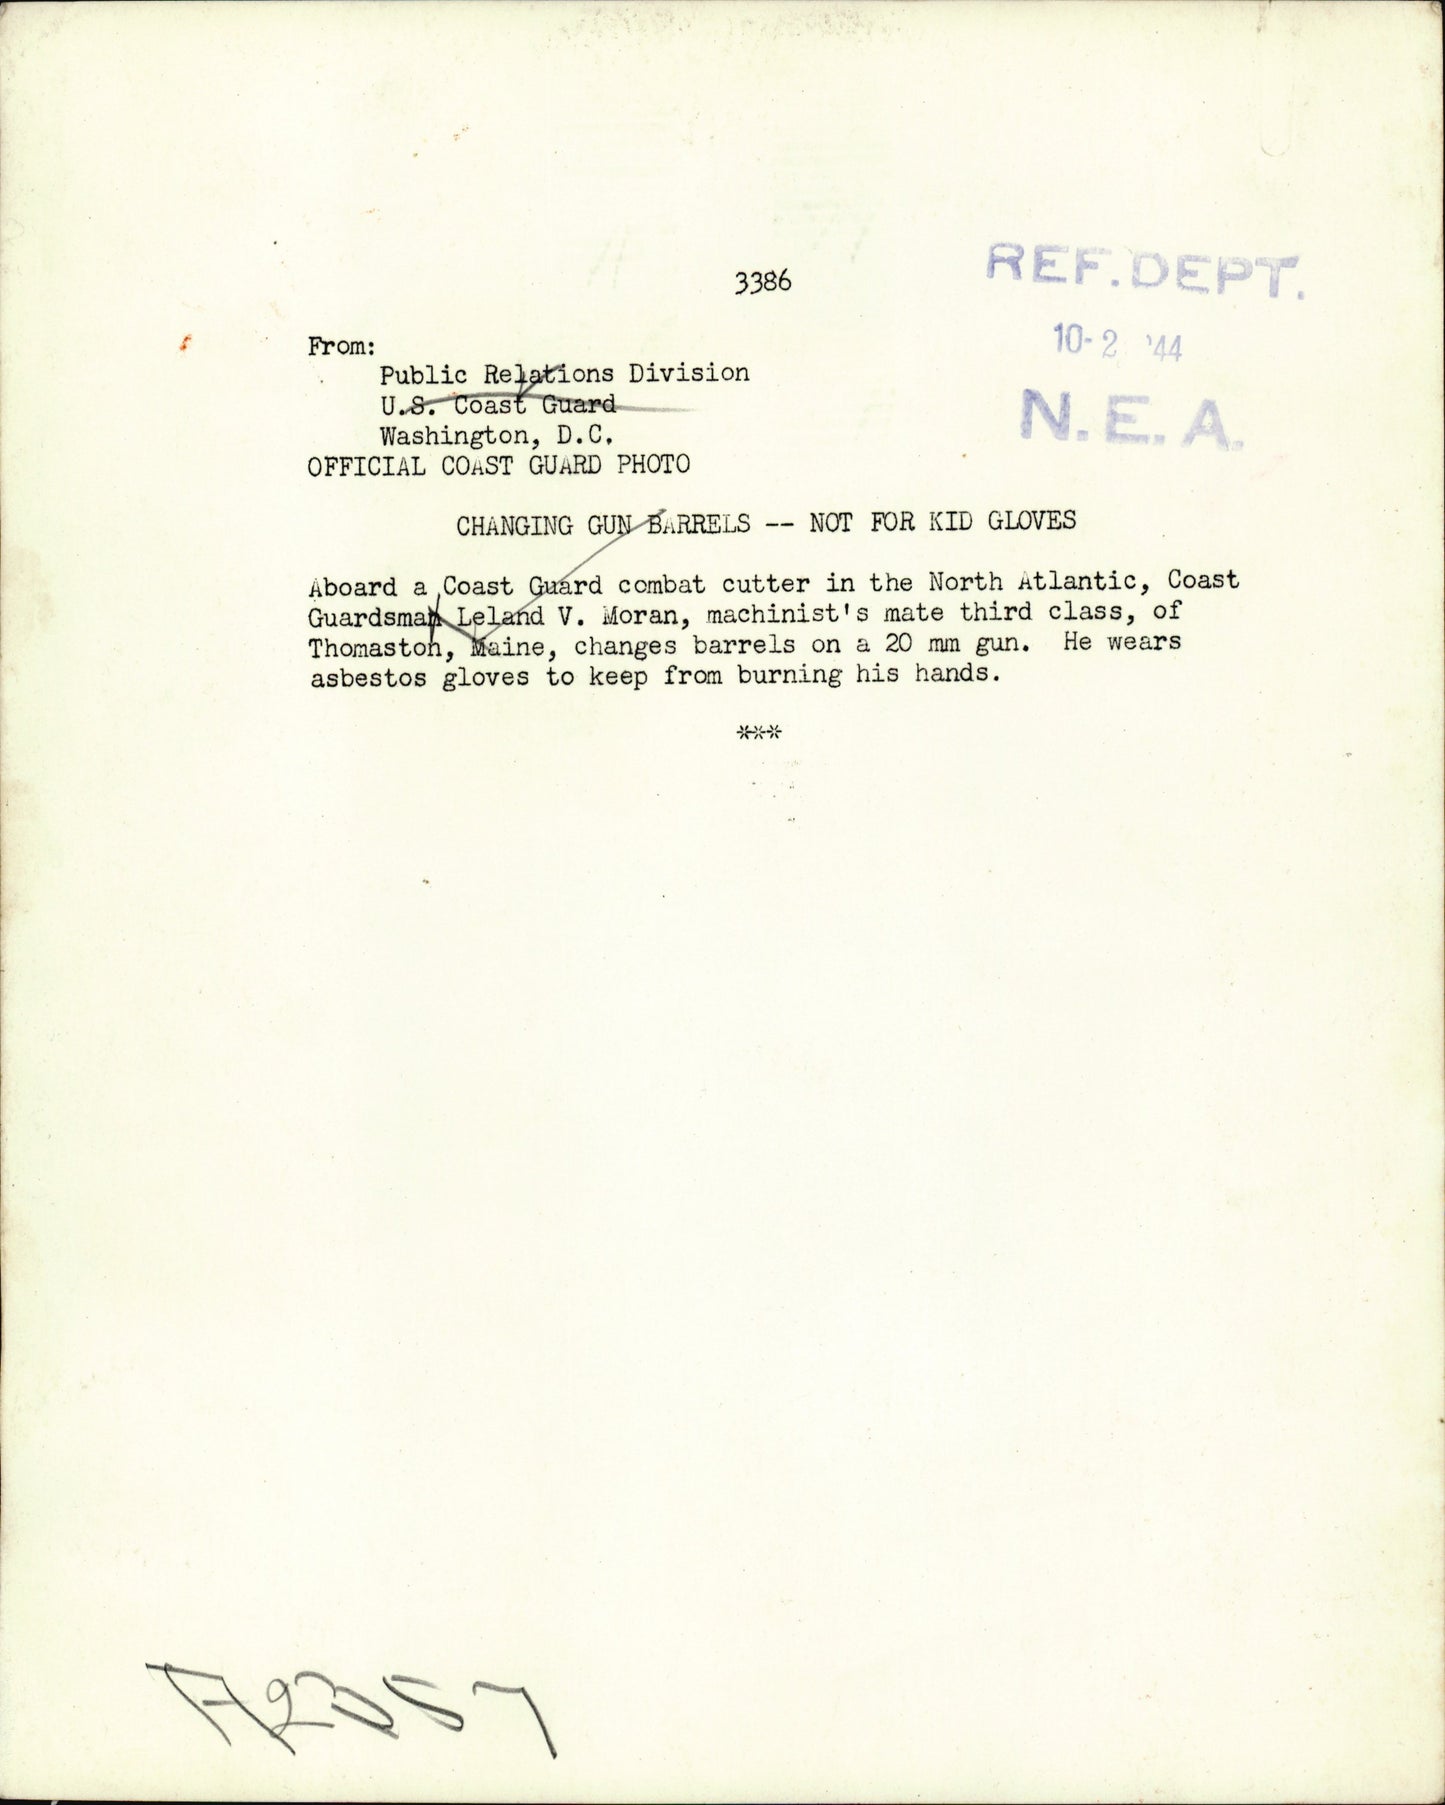 3386
REF. DEPT.
10-2 '44
N.E.A.
From:
Public Relations Division
U.S. Coast Guard
Washington, D.C.
OFFICIAL COAST GUARD PHOTO
CHANGING GUN BARRELS -- NOT FOR KID GLOVES
Aboard a Coast Guard combat cutter in the North Atlantic, Coast
Guardsman Leland V. Moran, machinist's mate third class, of
Thomaston, Maine, changes barrels on a 20 mm gun. He wears
asbestos gloves to keep from burning his hands.
***